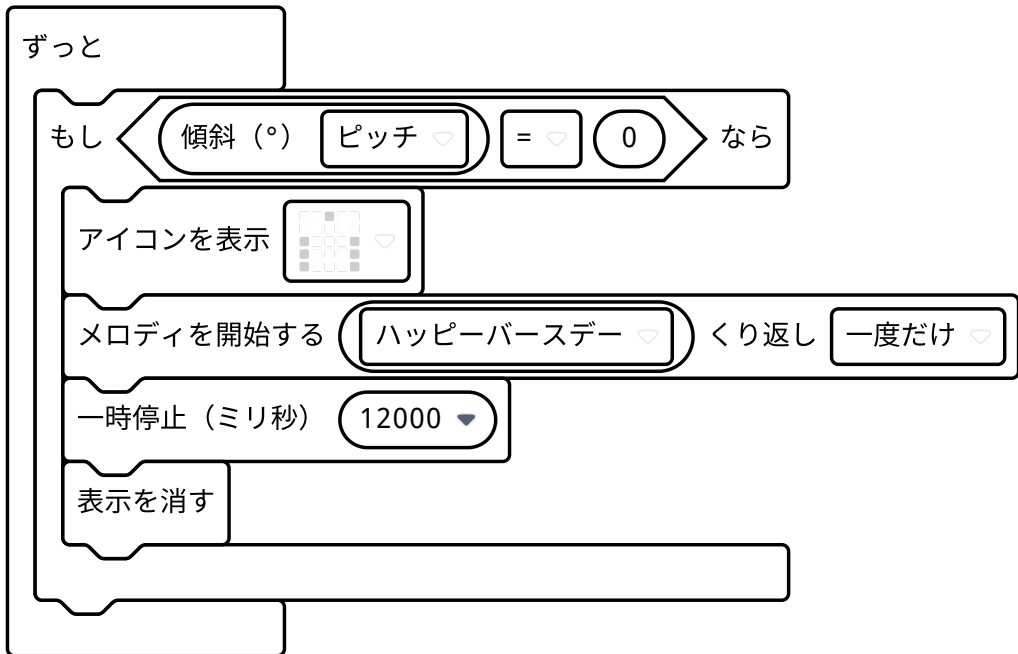 ずっと
もし 傾斜（°） ピッチ = 0 なら
アイコンを表示
メロディを開始する ハッピーバースデー くり返し 一度だけ
一時停止（ミリ秒） 12000
表示を消す